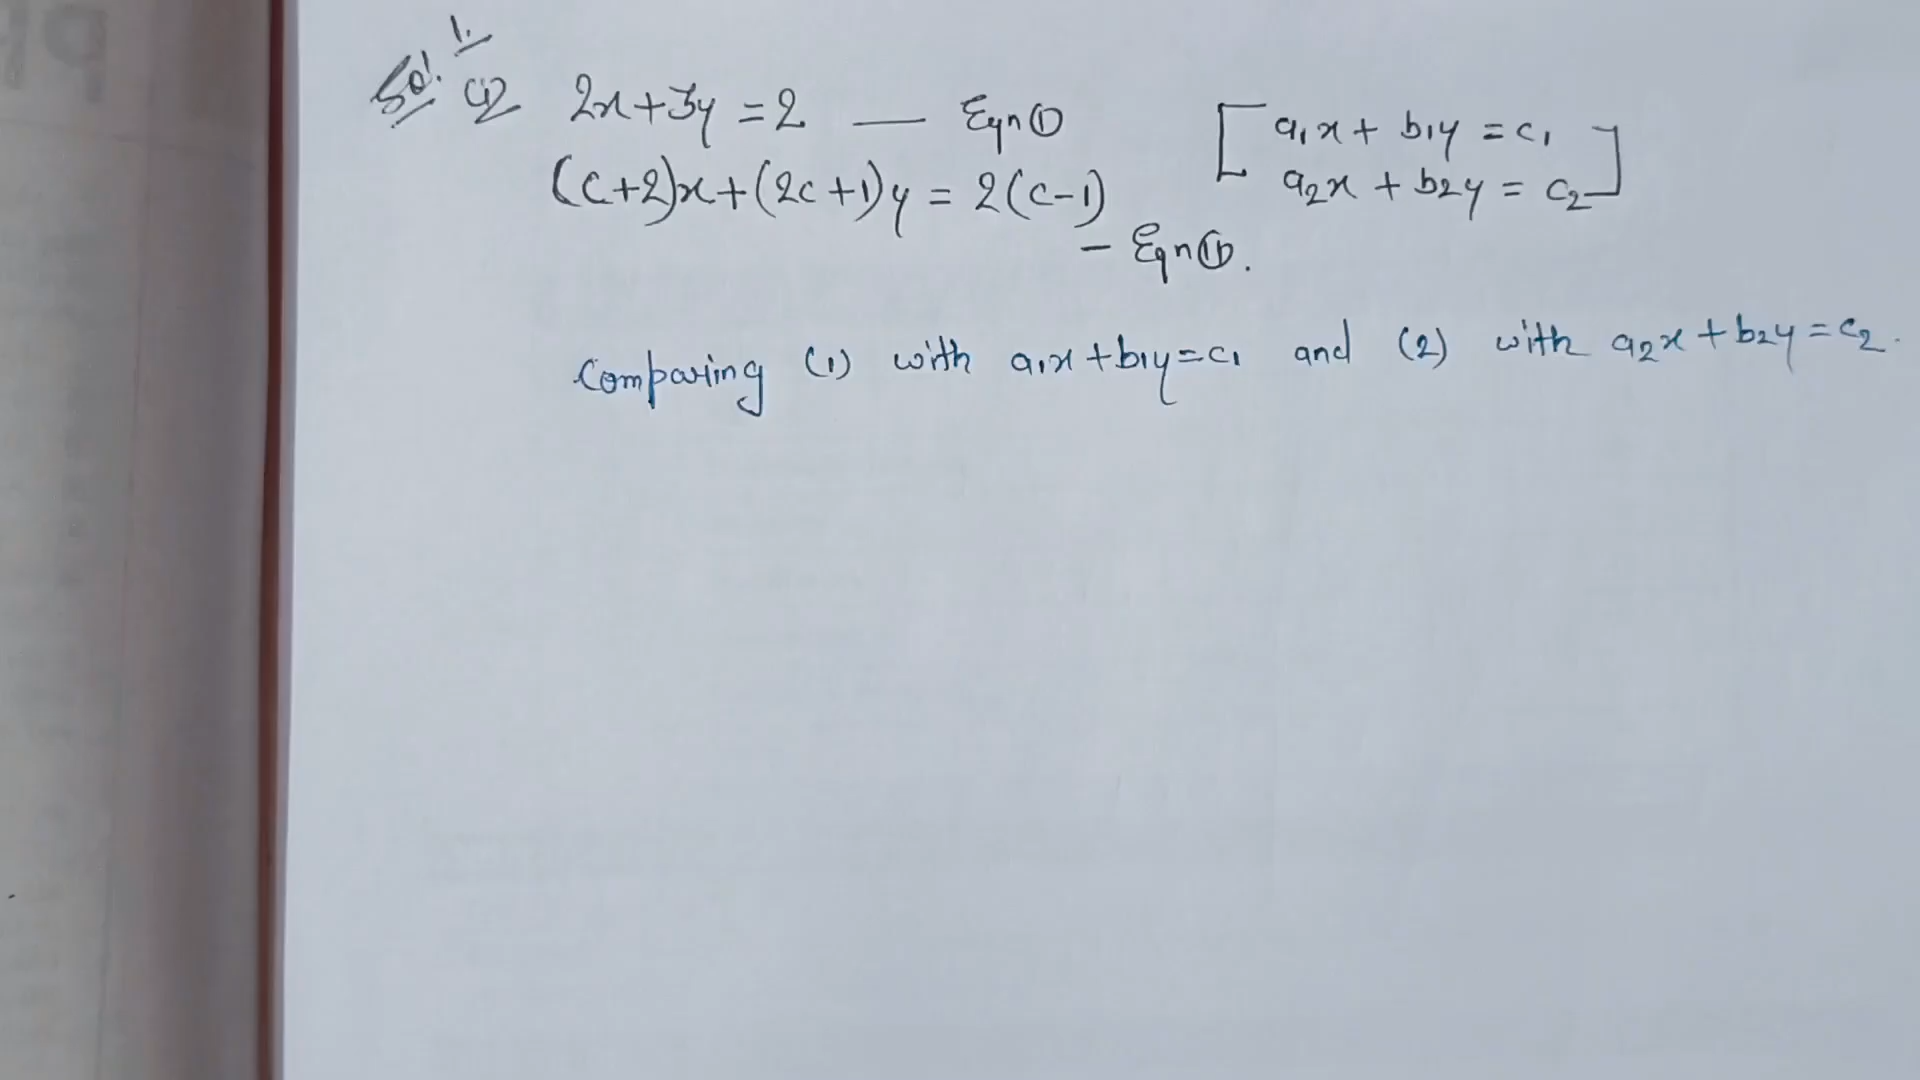 Sol. 1.
(i) 2x+3y = 2 — Eqn ①
(c+2)x+(2c+1)y = 2(c-1)
- Eqn ⑪.
[ a1x + b1y = c1
a2x + b2y = c2 ]
Comparing (1) with a1x+b1y=c1 and (2) with a2x+b2y=c2.